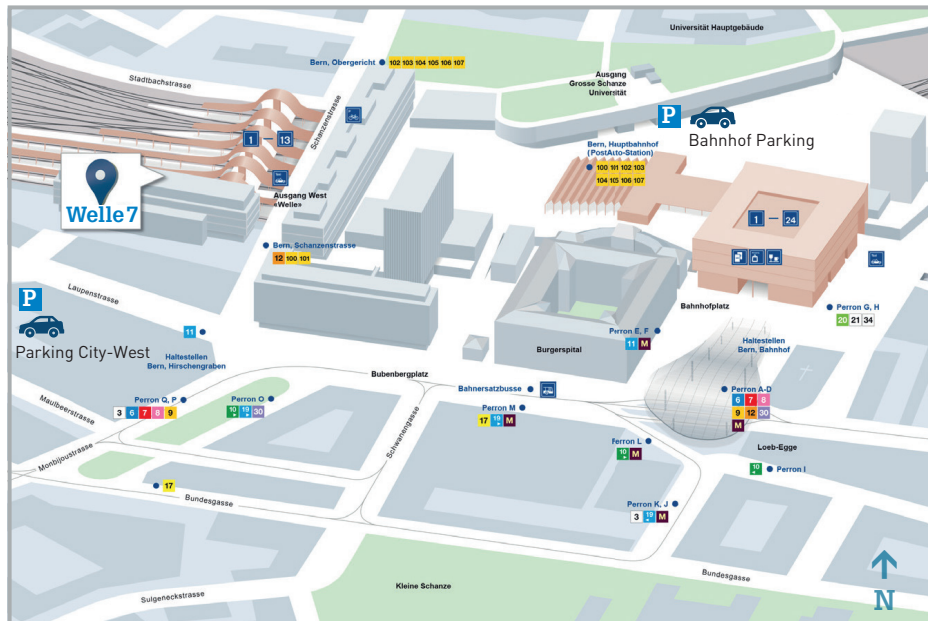 Universität Hauptgebäude
Bern, Obergericht
102 103 104 105 106 107
Stadtbachstrasse
Schanzenstrasse
Ausgang
Grosse Schanze
Universität
P
Bahnhof Parking
1 – 13
Bern, Hauptbahnhof
(PostAuto-Station)
100 101 102 103
104 105 106 107
Welle 7
Ausgang West
«Welle»
1 – 24
Bern, Schanzenstrasse
12 100 101
Laupenstrasse
P
Parking City-West
Bahnhofplatz
Perron G, H
20 21 34
11
Haltestellen
Bern, Hirschengraben
Burgerspital
Perron E, F
11 M
Haltestellen
Bern, Bahnhof
Bubenbergplatz
Bahnersatzbusse
Perron A-D
6 7 8
9 12 30
M
Maulbeerstrasse
Perron Q, P
3 6 7 8 9
Perron O
10 19 30
Perron M
17 19 M
Schwanengasse
Perron L
10 M
Loeb-Egge
10
Perron I
Monbijoustrasse
17
Bundesgasse
Perron K, J
3 19 M
Bundesgasse
Kleine Schanze
Sulgeneckstrasse
N